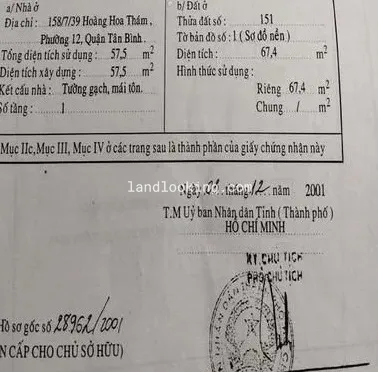 a/ Nhà ở
Địa chỉ : 158/7/39 Hoàng Hoa Thám,
Phường 12, Quận Tân Bình.
Tổng diện tích sử dụng : 57,5 m²
Diện tích xây dựng : 57,5 m²
Kết cấu nhà : Tường gạch, mái tôn.
Số tầng : 1
b/ Đất ở
Thửa đất số : 151
Tờ bản đồ số : 1 ( Sơ đồ nền )
Diện tích : 67,4 m²
Hình thức sử dụng :
Riêng 67,4 m²
Chung / m²
Mục IIc, Mục III, Mục IV ở các trang sau là thành phần của giấy chứng nhận này
landlooking.com
Ngày tháng 12 năm 2001
T.M Uỷ ban Nhân dân Tỉnh ( Thành phố )
HỒ CHÍ MINH
KT. CHỦ TỊCH
PHÓ CHỦ TỊCH
Hồ sơ gốc số 28962/2001
N CẤP CHO CHỦ SỞ HỮU)